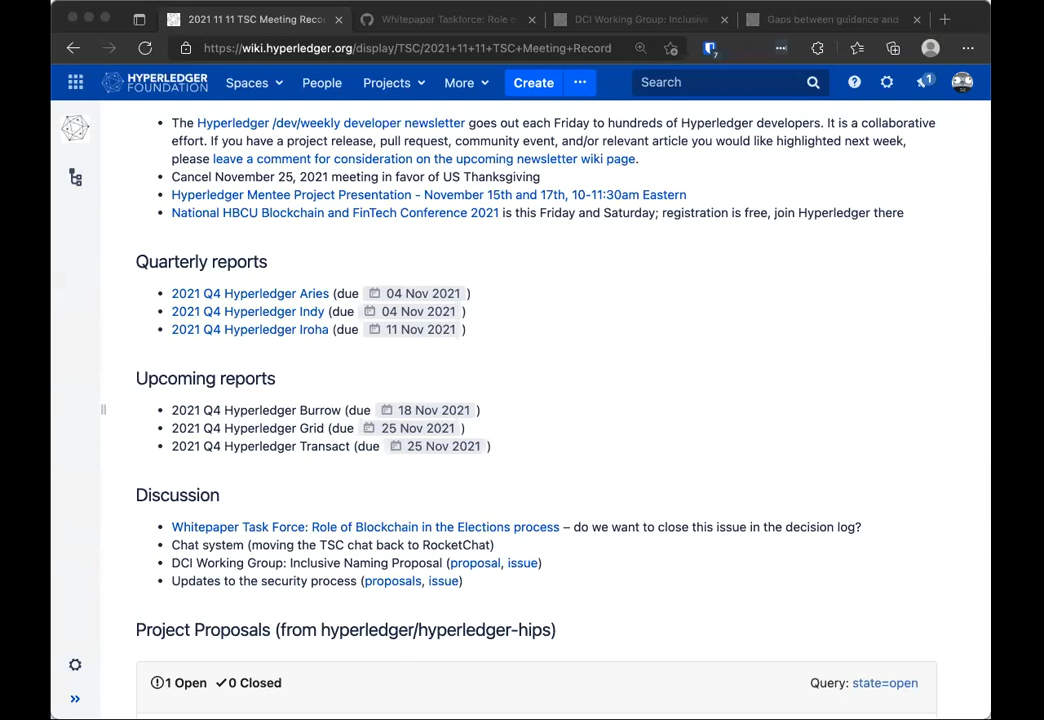 2021 11 11 TSC Meeting Recor
Whitepaper Taskforce: Role o
DCI Working Group: Inclusive
Gaps between guidance and
https://wiki.hyperledger.org/display/TSC/2021+11+11+TSC+Meeting+Record
7
HYPERLEDGER FOUNDATION
Spaces
People
Projects
More
Create
Search
1
The Hyperledger /dev/weekly developer newsletter goes out each Friday to hundreds of Hyperledger developers. It is a collaborative
effort. If you have a project release, pull request, community event, and/or relevant article you would like highlighted next week,
please leave a comment for consideration on the upcoming newsletter wiki page.
Cancel November 25, 2021 meeting in favor of US Thanksgiving
Hyperledger Mentee Project Presentation - November 15th and 17th, 10-11:30am Eastern
National HBCU Blockchain and FinTech Conference 2021 is this Friday and Saturday; registration is free, join Hyperledger there
Quarterly reports
2021 Q4 Hyperledger Aries (due 04 Nov 2021 )
2021 Q4 Hyperledger Indy (due 04 Nov 2021 )
2021 Q4 Hyperledger Iroha (due 11 Nov 2021 )
Upcoming reports
2021 Q4 Hyperledger Burrow (due 18 Nov 2021 )
2021 Q4 Hyperledger Grid (due 25 Nov 2021 )
2021 Q4 Hyperledger Transact (due 25 Nov 2021 )
Discussion
Whitepaper Task Force: Role of Blockchain in the Elections process – do we want to close this issue in the decision log?
Chat system (moving the TSC chat back to RocketChat)
DCI Working Group: Inclusive Naming Proposal (proposal, issue)
Updates to the security process (proposals, issue)
Project Proposals (from hyperledger/hyperledger-hips)
1 Open ✓0 Closed
Query: state=open